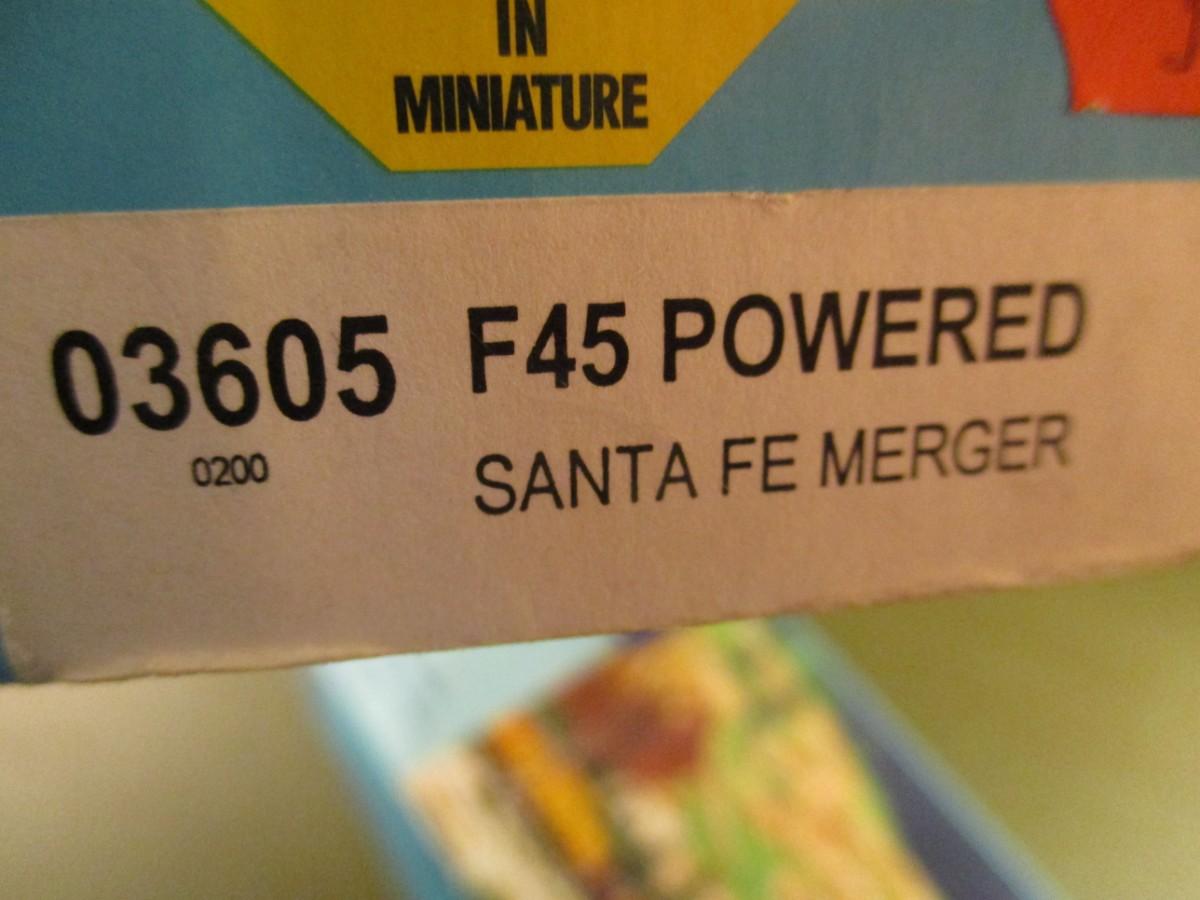 IN
MINIATURE
03605 F45 POWERED
0200 SANTA FE MERGER